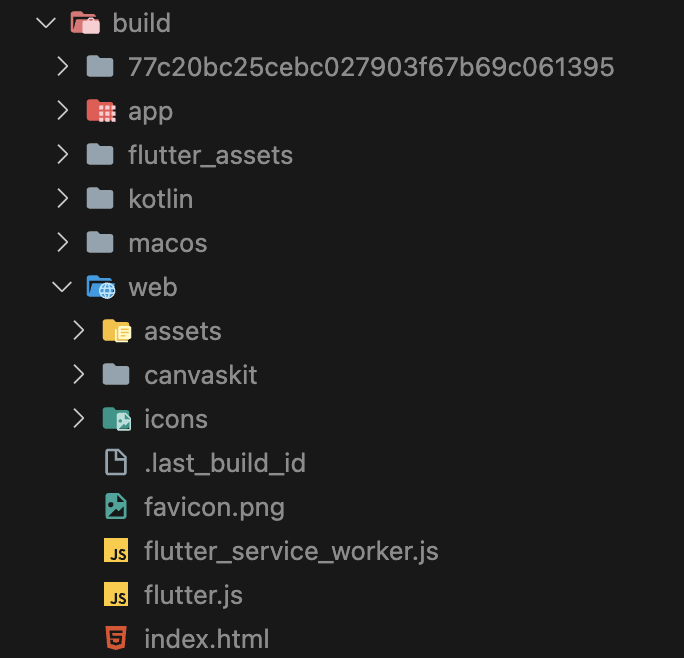 build
77c20bc25cebc027903f67b69c061395
app
flutter_assets
kotlin
macos
web
assets
canvaskit
icons
.last_build_id
favicon.png
JS flutter_service_worker.js
JS flutter.js
5 index.html